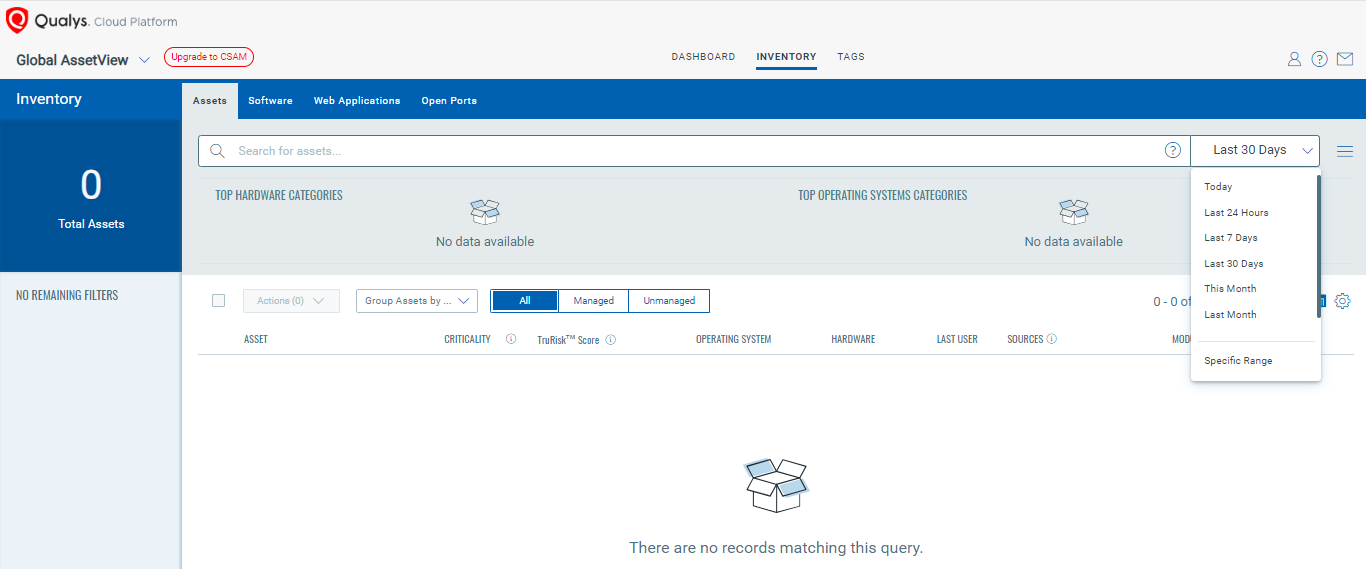 Qualys. Cloud Platform
Global AssetView
Upgrade to CSAM
DASHBOARD
INVENTORY
TAGS
Inventory
Assets
Software
Web Applications
Open Ports
0
Total Assets
Search for assets...
Last 30 Days
Today
Last 24 Hours
Last 7 Days
Last 30 Days
This Month
Last Month
Specific Range
TOP HARDWARE CATEGORIES
No data available
TOP OPERATING SYSTEMS CATEGORIES
No data available
NO REMAINING FILTERS
Actions (0)
Group Assets by ...
All
Managed
Unmanaged
0 - 0 of
ASSET
CRITICALITY
TruRisk™ Score
OPERATING SYSTEM
HARDWARE
LAST USER
SOURCES
There are no records matching this query.